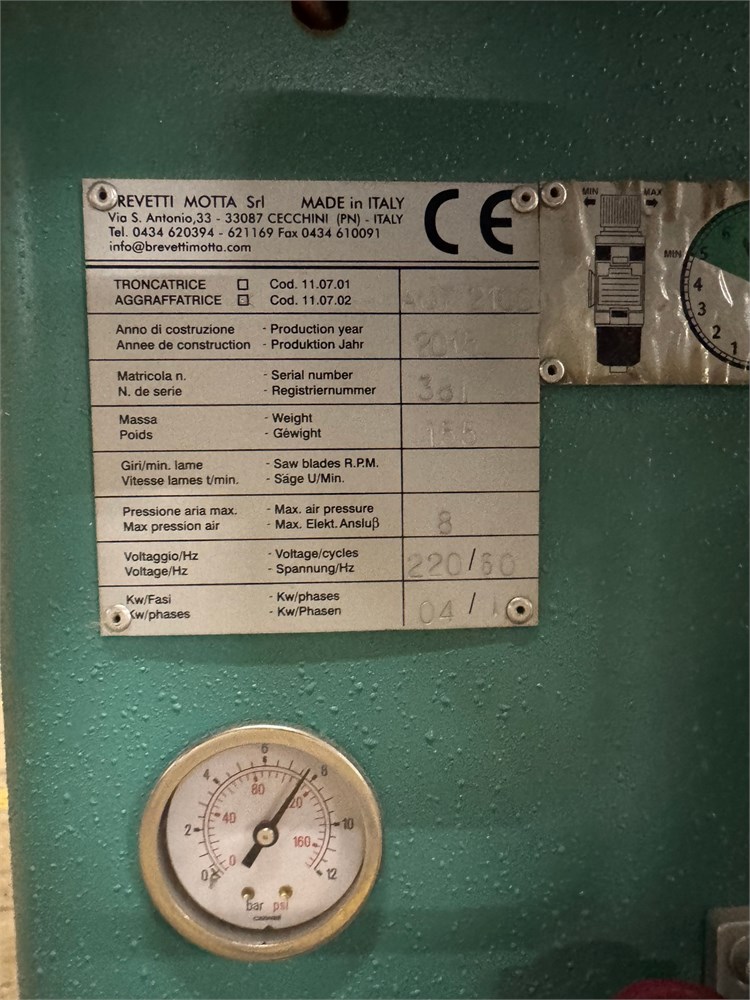 BREVETTI MOTTA Srl MADE in ITALY
Via S. Antonio,33 - 33087 CECCHINI (PN) - ITALY
Tel. 0434 620394 - 621169 Fax 0434 610091
info@brevettimotta.com
CE
TRONCATRICE Cod. 11.07.01
AGGRAFFATRICE Cod. 11.07.02
Anno di costruzione - Production year
Annee de construction - Produktion Jahr
Matricola n. - Serial number
N. de serie - Registriernummer
Massa - Weight
Poids - Géwight
Giri/min. lame - Saw blades R.P.M.
Vitesse lames t/min. - Säge U/Min.
Pressione aria max. - Max. air pressure
Max pression air - Max. Elekt. Ansluβ
8
Voltaggio/Hz - Voltage/cycles
Voltage/Hz - Spannung/Hz
220/60
Kw/Fasi - Kw/phases
Kw/phases - Kw/Phasen
04 /
MIN MAX
MIN
6
5
4
3
2
1
0 2 4 6 8 10 12
0 40 80 120 160
bar psi